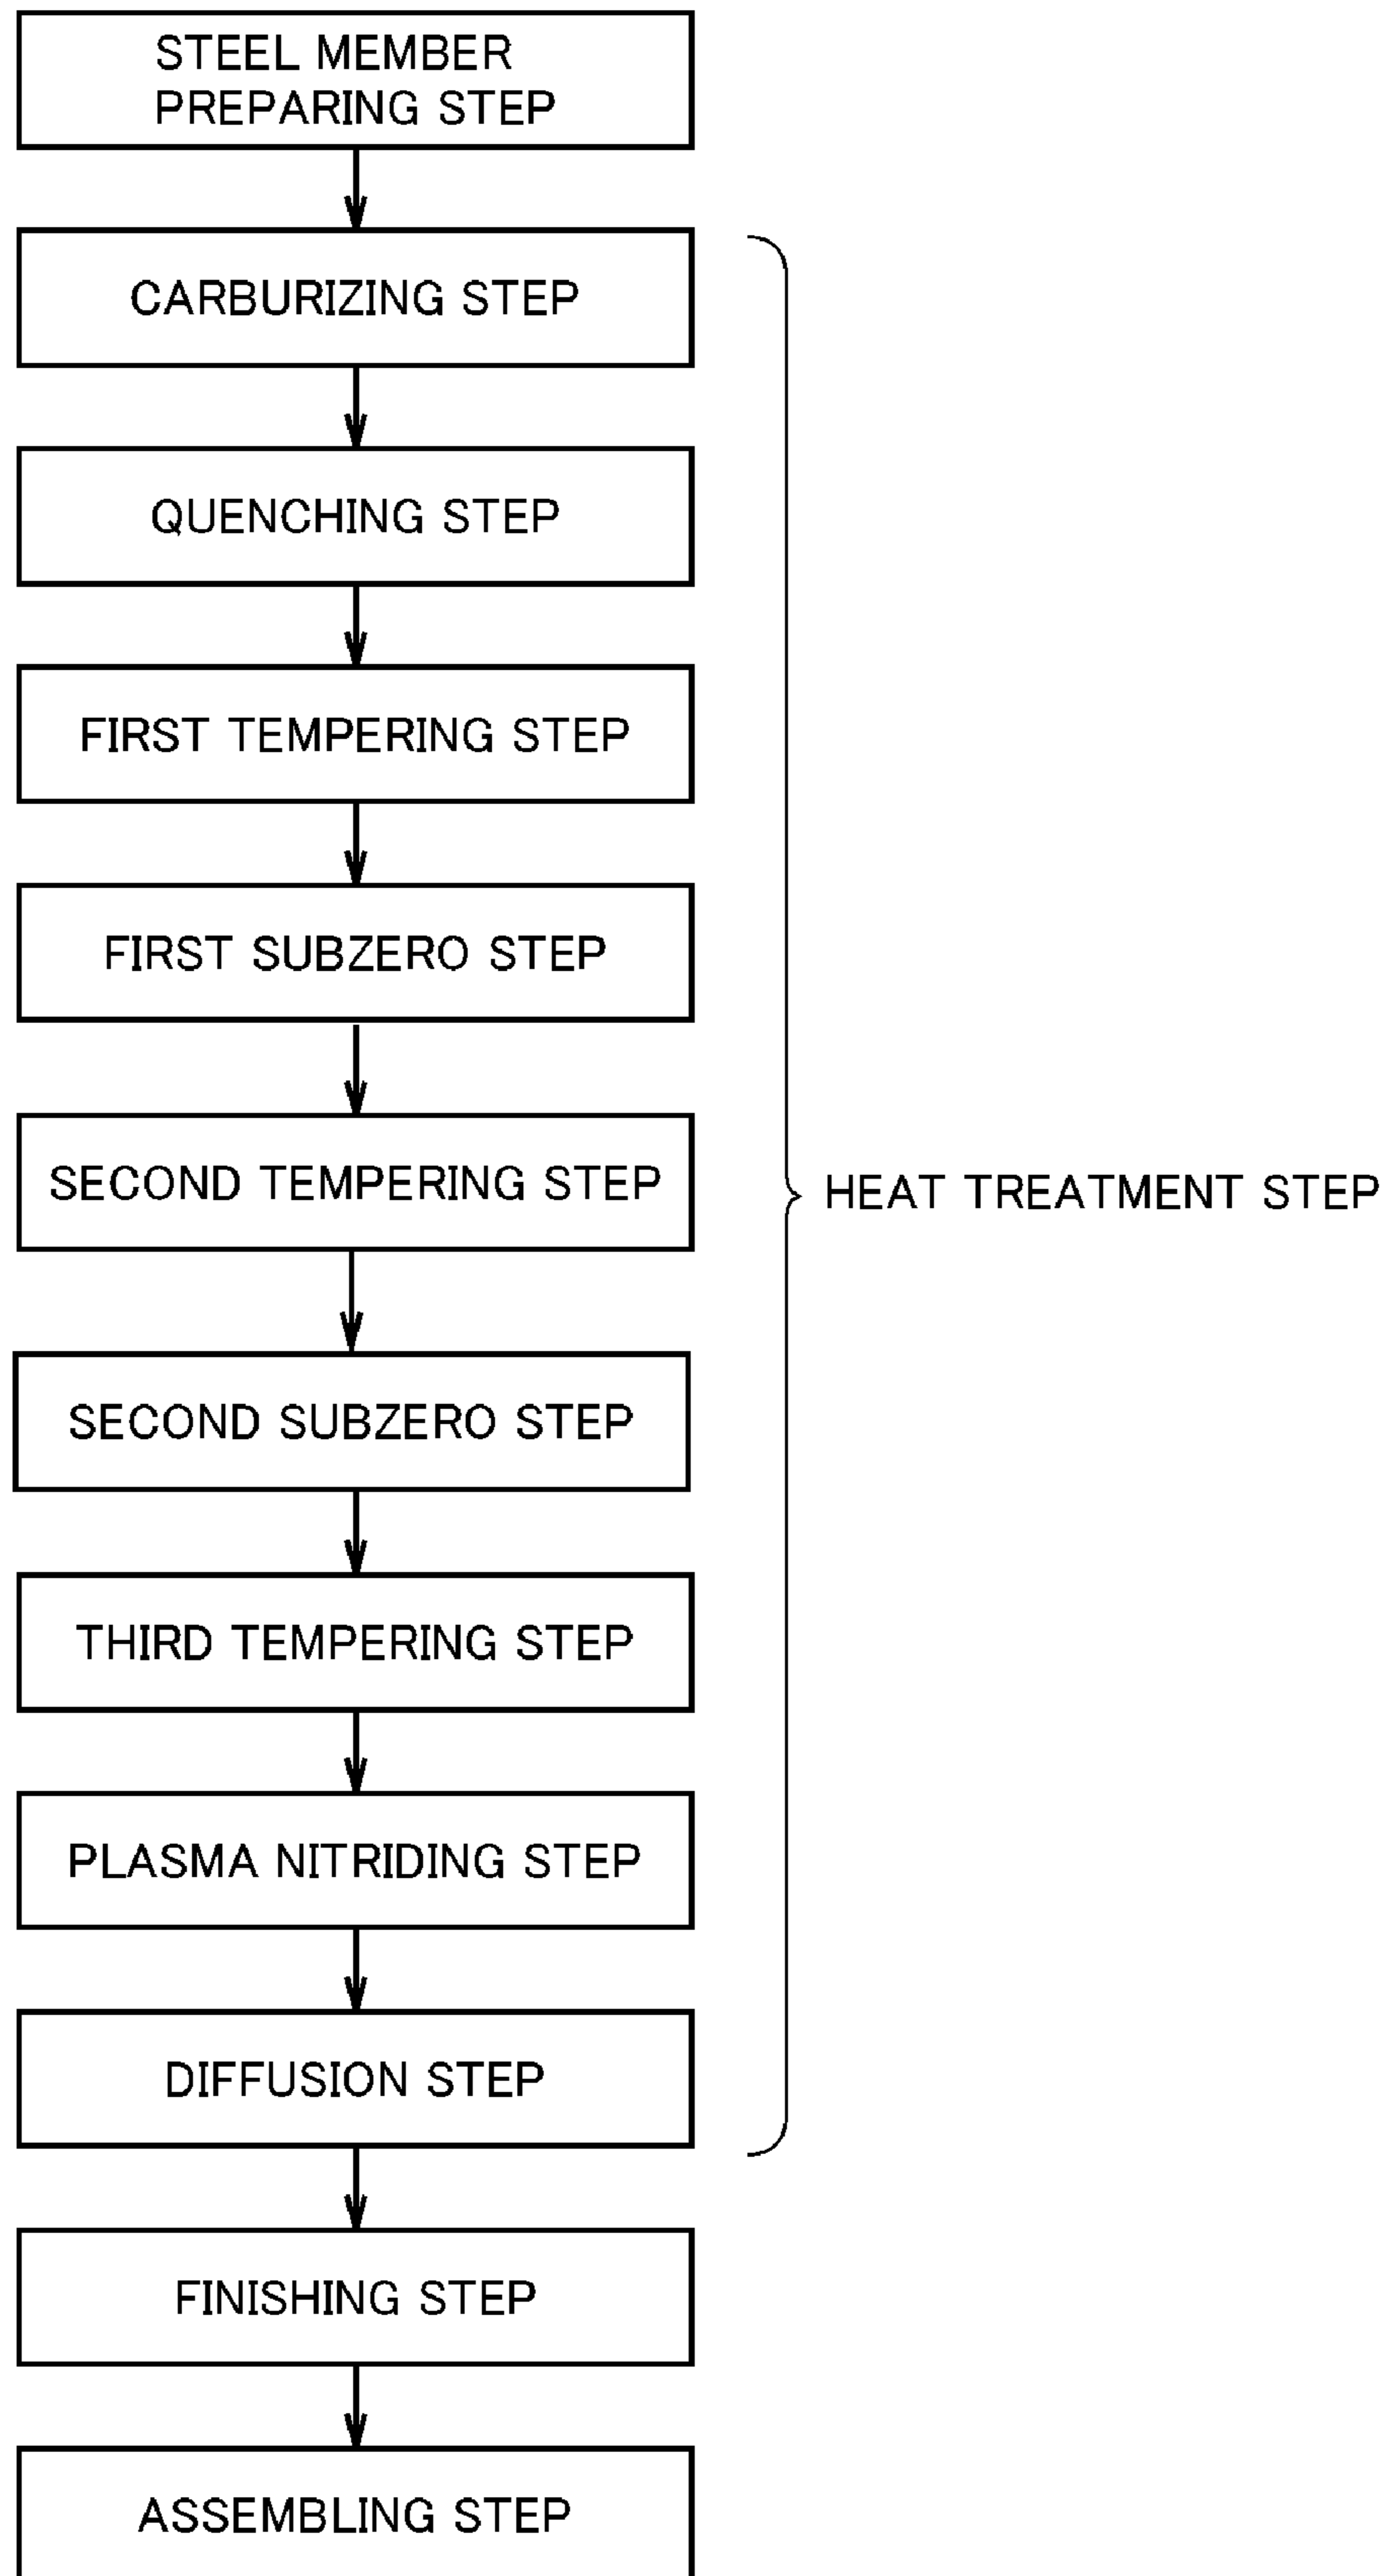 STEEL MEMBER
PREPARING STEP
CARBURIZING STEP
QUENCHING STEP
FIRST TEMPERING STEP
FIRST SUBZERO STEP
SECOND TEMPERING STEP
HEAT TREATMENT STEP
SECOND SUBZERO STEP
THIRD TEMPERING STEP
PLASMA NITRIDING STEP
DIFFUSION STEP
FINISHING STEP
ASSEMBLING STEP